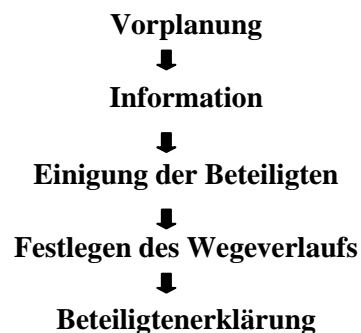 Vorplanung
Information
Einigung der Beteiligten
Festlegen des Wegeverlaufs
Beteiligtenerklärung